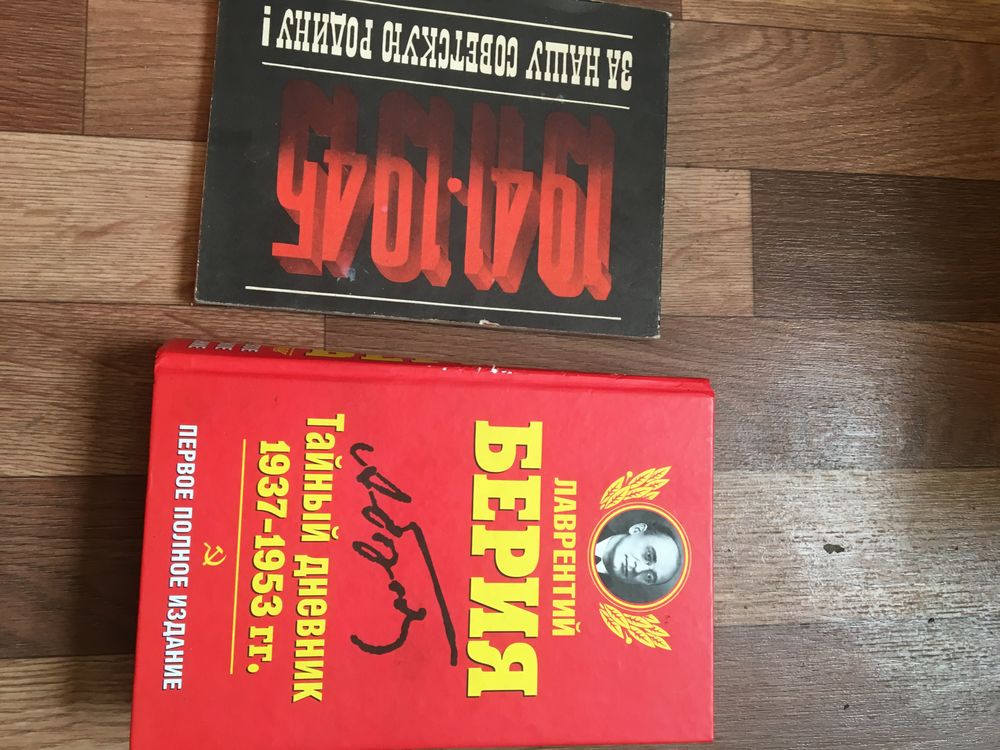 ЗА НАШУ СОВЕТСКУЮ РОДИНУ!
1941·1945
ЛАВРЕНТИЙ
БЕРИЯ
Тайный дневник
1937-1953 гг.
ПЕРВОЕ ПОЛНОЕ ИЗДАНИЕ